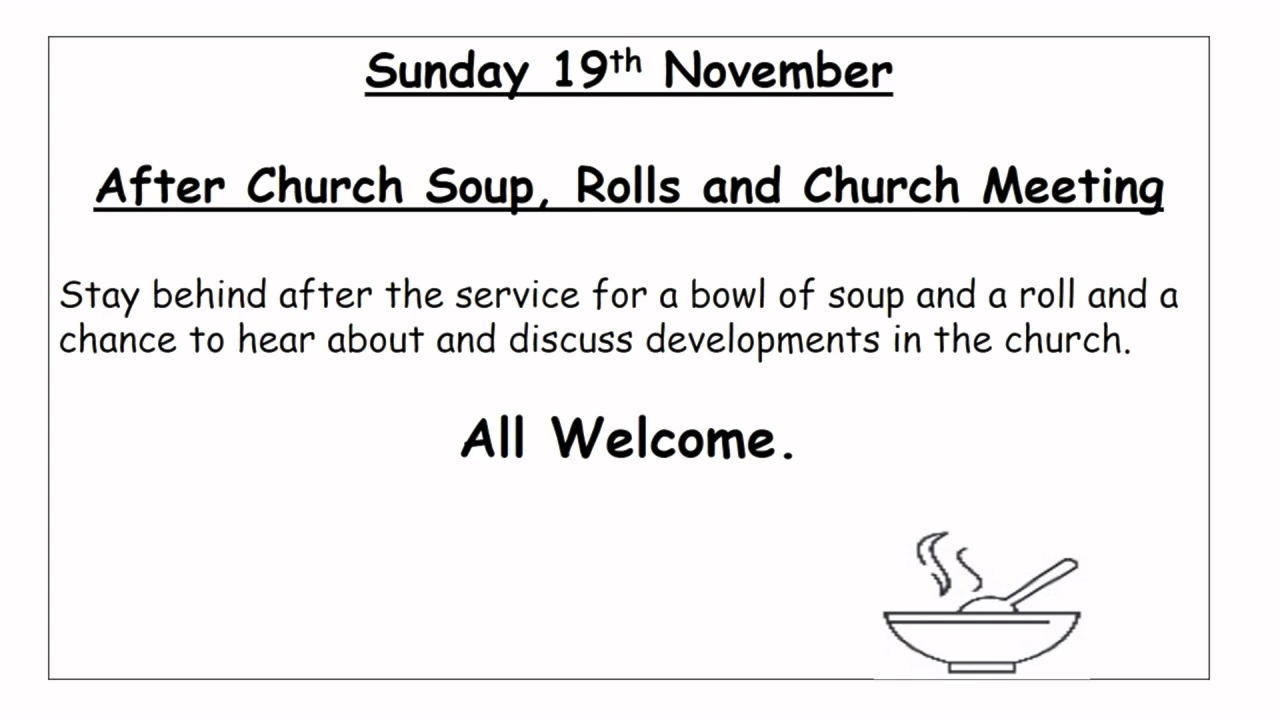 Sunday 19th November
After Church Soup, Rolls and Church Meeting
Stay behind after the service for a bowl of soup and a roll and a
chance to hear about and discuss developments in the church.
All Welcome.